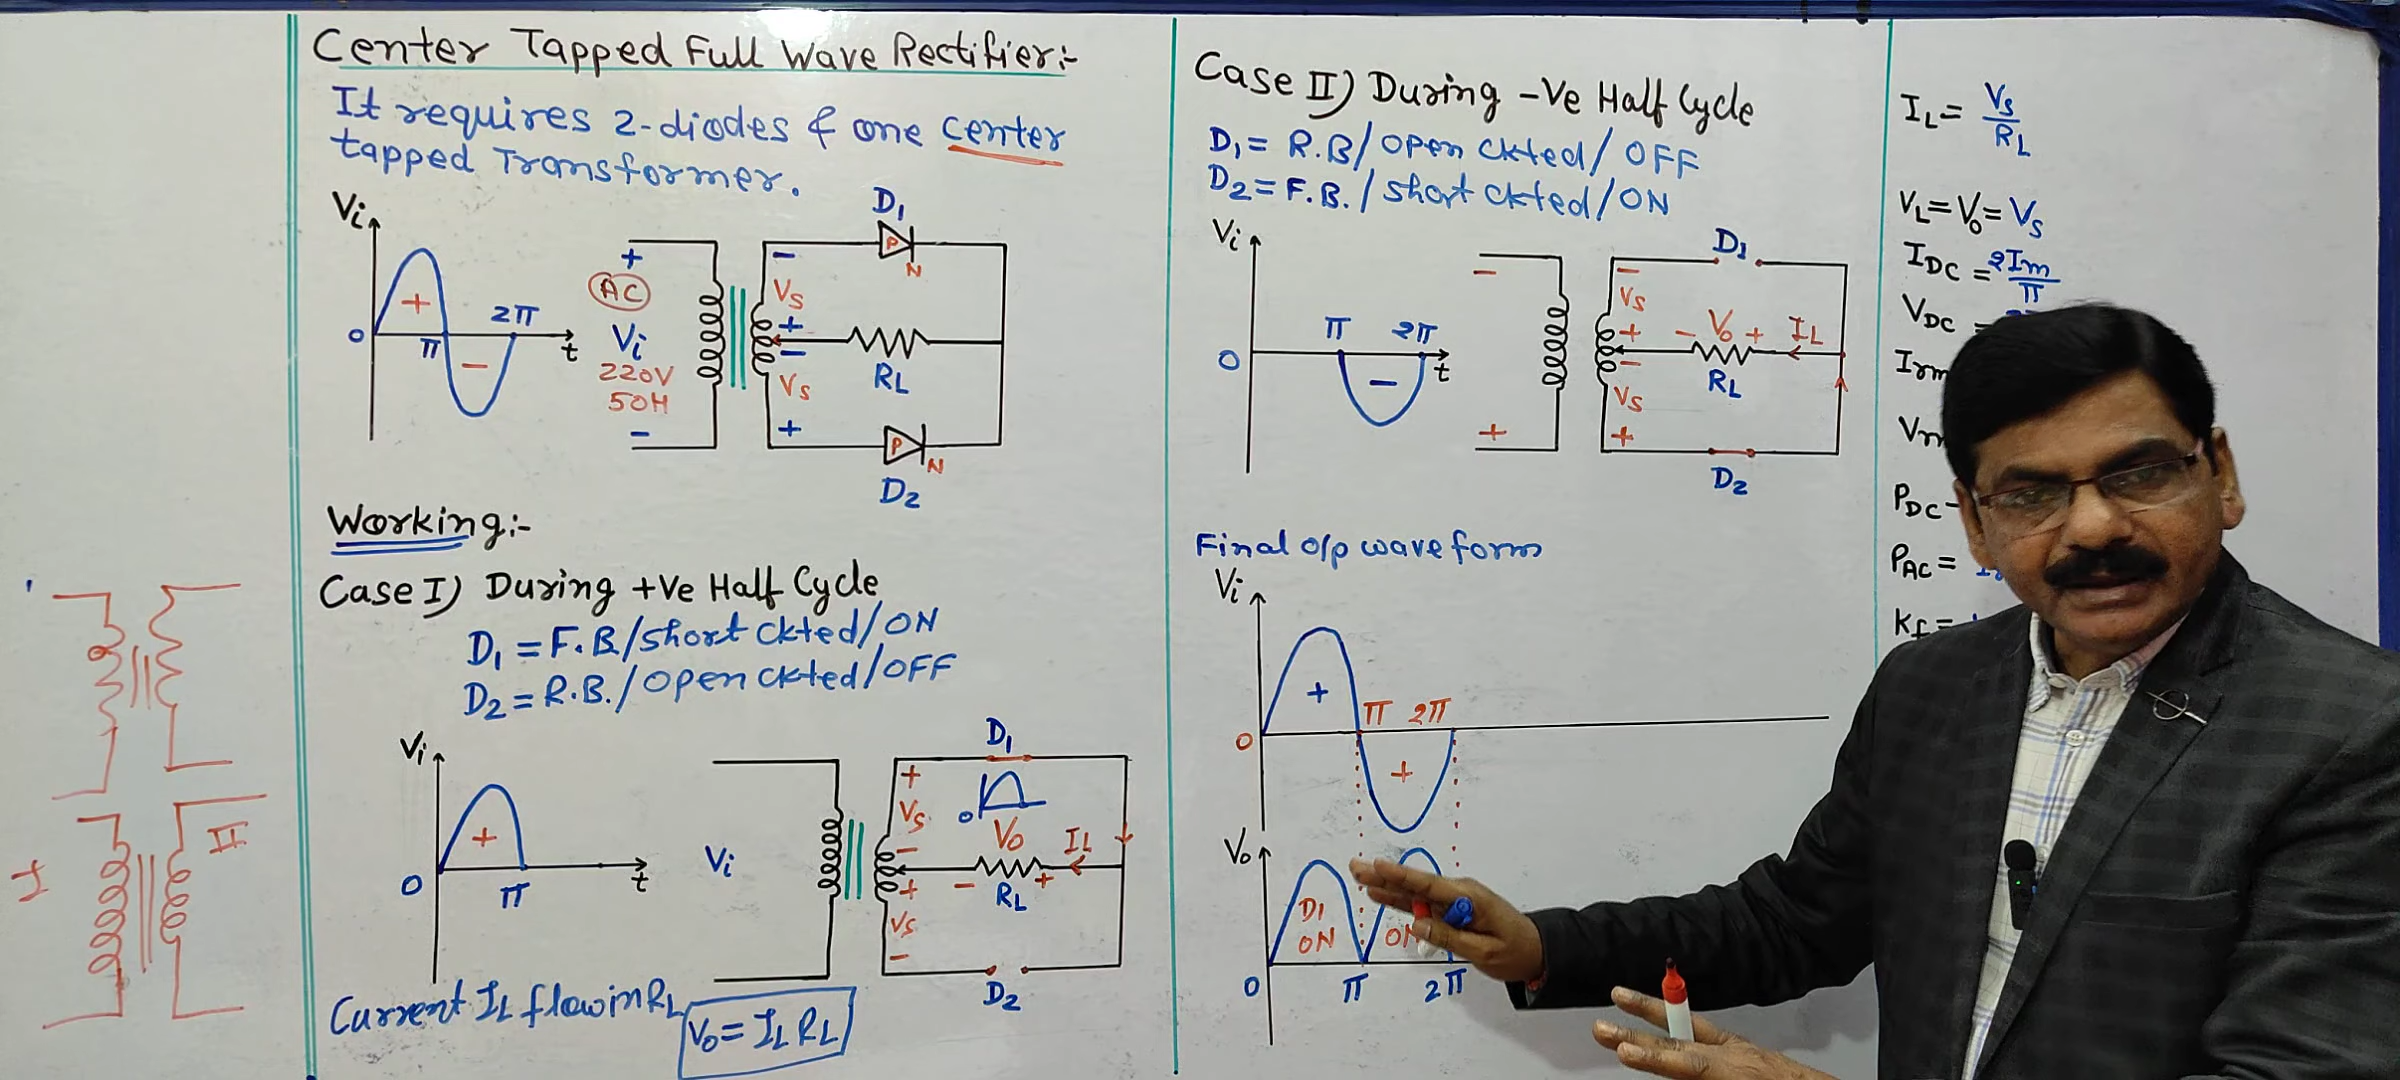 Center Tapped Full Wave Rectifier:-
It requires 2-diodes & one center
tapped Transformer.
Vi
+
-
0
π
2π
t
+
AC
Vi
220V
50H
-
-
Vs
+
-
Vs
+
D1
P
N
RL
P
N
D2
Working:-
Case I) During +Ve Half Cycle
D1 = F.B/short ckted/ON
D2 = R.B./open ckted/OFF
Vi
+
0
π
t
Vi
+
Vs
-
+
Vs
-
D1
0
Vo
IL
-
RL
+
D2
Current IL flow in RL
Vo = IL RL
I
II
Case II) During -Ve Half Cycle
D1 = R.B/open ckted/OFF
D2 = F.B./short ckted/ON
Vi
0
π
2π
t
-
-
+
-
Vs
+
-
Vs
+
D1
- Vo +
IL
RL
D2
Final o/p wave form
Vi
+
0
π
2π
+
Vo
D1
ON
ON
0
π
2π
IL = Vs/RL
VL = Vo = Vs
IDC = 2Im/π
VDC =
PDC
PAC =
Kf =